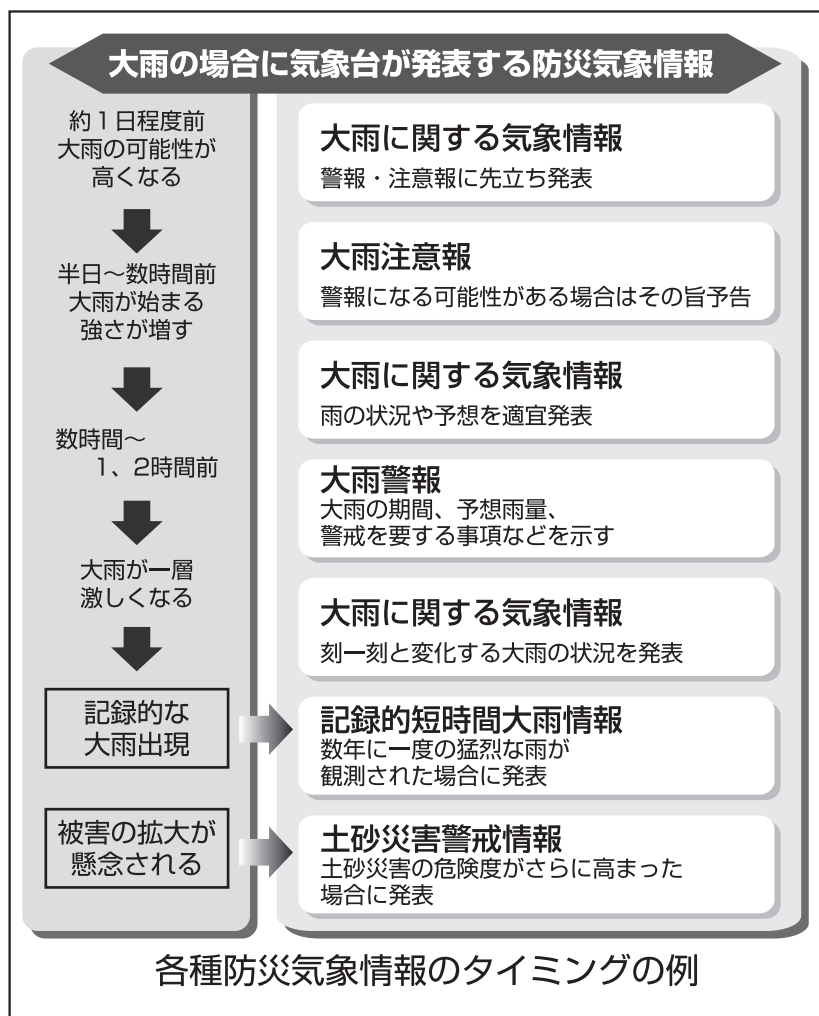 大雨の場合に気象台が発表する防災気象情報
約1日程度前
大雨の可能性が
高くなる
半日〜数時間前
大雨が始まる
強さが増す
数時間〜
1、2時間前
大雨が一層
激しくなる
記録的な
大雨出現
被害の拡大が
懸念される
大雨に関する気象情報
警報・注意報に先立ち発表
大雨注意報
警報になる可能性がある場合はその旨予告
大雨に関する気象情報
雨の状況や予想を適宜発表
大雨警報
大雨の期間、予想雨量、
警戒を要する事項などを示す
大雨に関する気象情報
刻一刻と変化する大雨の状況を発表
記録的短時間大雨情報
数年に一度の猛烈な雨が
観測された場合に発表
土砂災害警戒情報
土砂災害の危険度がさらに高まった
場合に発表
各種防災気象情報のタイミングの例